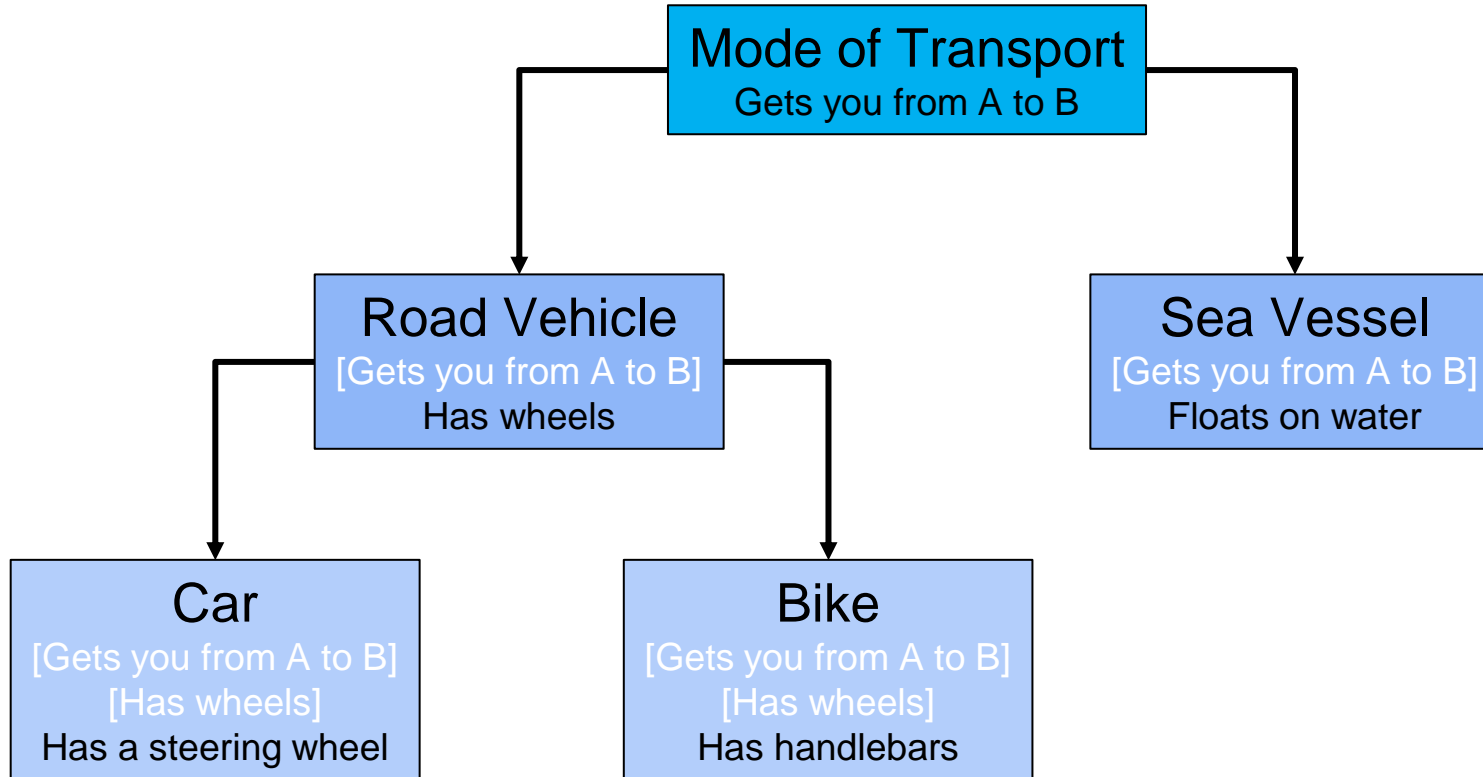 Mode of Transport
Gets you from A to B
Road Vehicle
[Gets you from A to B]
Has wheels
Sea Vessel
[Gets you from A to B]
Floats on water
Car
[Gets you from A to B]
[Has wheels]
Has a steering wheel
Bike
[Gets you from A to B]
[Has wheels]
Has handlebars